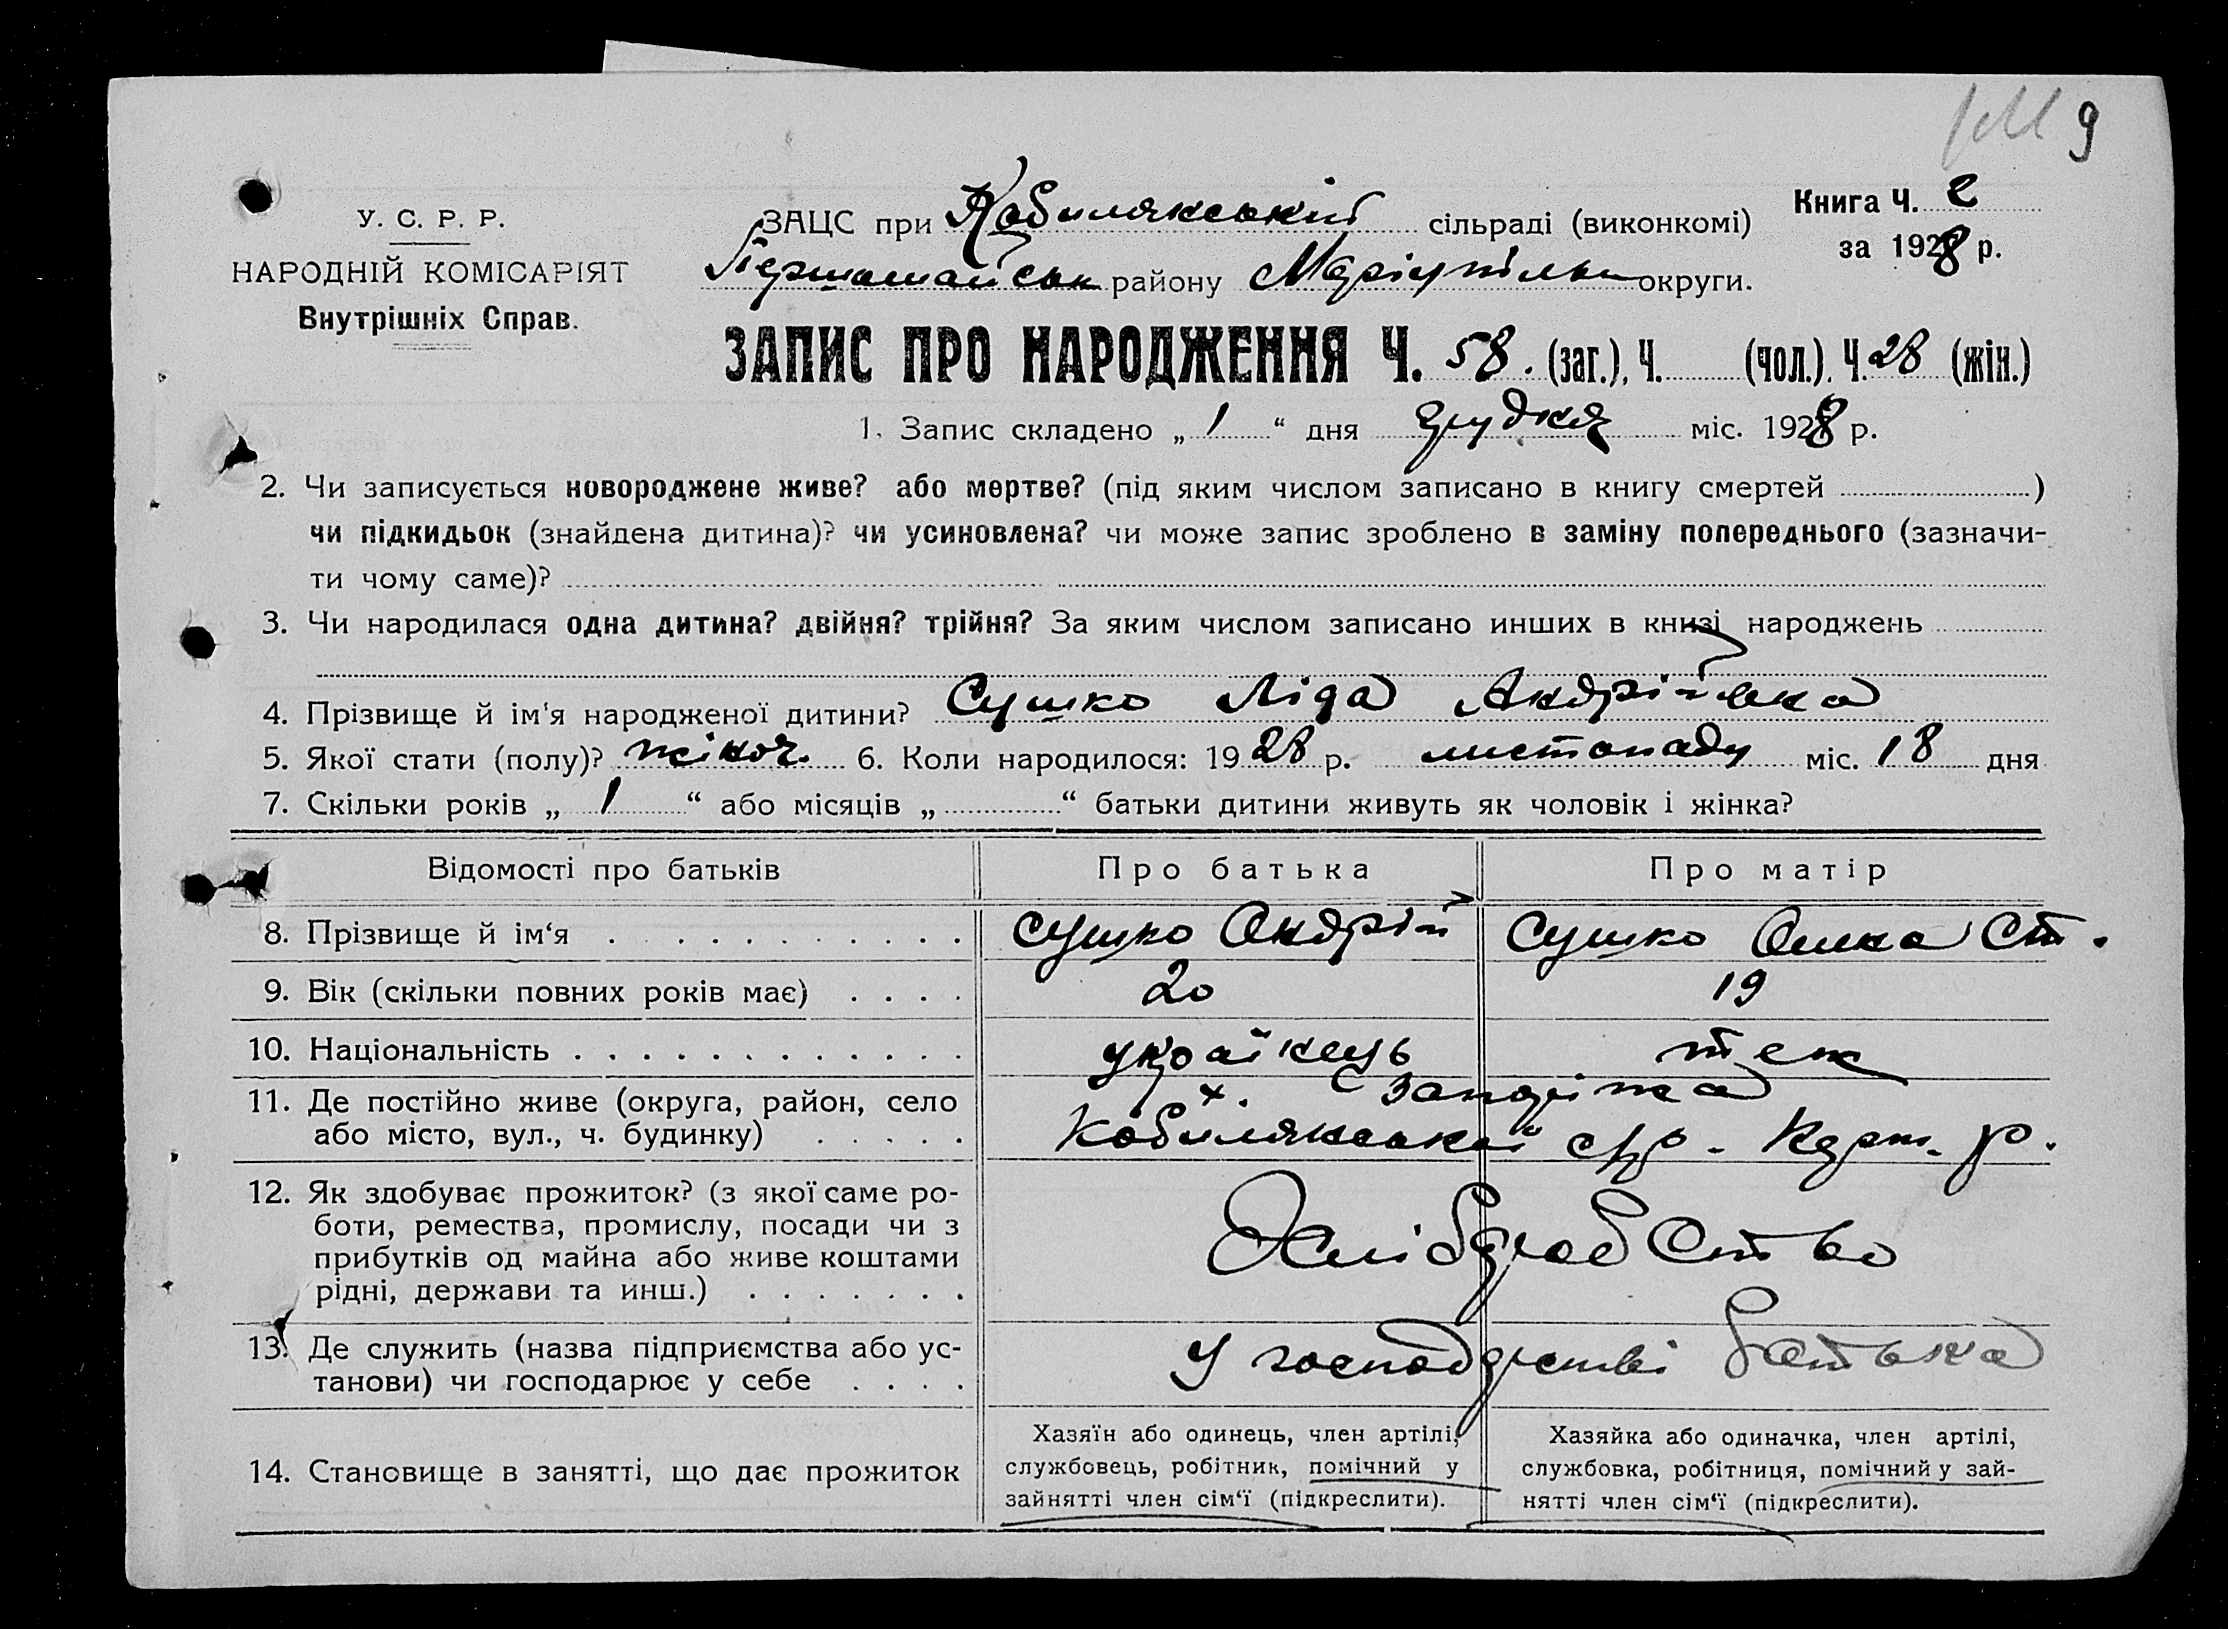 9
У. С. Р. Р.
НАРОДНІЙ КОМІСАРІЯТ
Внутрішніх Справ.
ЗАЦС при Кобиляцькій сільраді (виконкомі)
Першомайськ району Маріупільськ округи.
Книга Ч. 2
за 1928 р.
ЗАПИС ПРО НАРОДЖЕННЯ Ч. 58. (заг.), Ч. (чол.), Ч. 28 (жін.)
1. Запис складено „ 1 “ дня грудня міс. 1928 р.
2. Чи записується новороджене живе? або мертве? (під яким числом записано в книгу смертей )
чи підкидьок (знайдена дитина)? чи усиновлена? чи може запис зроблено в заміну попереднього (зазначи-
ти чому саме)?
3. Чи народилася одна дитина? двійня? трійня? За яким числом записано инших в книзі народжень
4. Прізвище й ім'я народженої дитини? Сушко Ліда Андріївна
5. Якої стати (полу)? жіноч. 6. Коли народилося: 1928 р. листопаду міс. 18 дня
7. Скільки років „ 1 “ або місяців „ “ батьки дитини живуть як чоловік і жінка?
Відомості про батьків Про батька Про матір
8. Прізвище й ім‘я Сушко Андрій Сушко Олена Ст.
9. Вік (скільки повних років має) 20 19
10. Національність українець теж
11. Де постійно живе (округа, район, село
або місто, вул., ч. будинку)
х.
12. Як здобуває прожиток? (з якої саме ро-
боти, ремества, промислу, посади чи з
прибутків од майна або живе коштами
рідні, держави та инш.)
Хліборобство
13. Де служить (назва підприємства або ус-
танови) чи господарює у себе
У господарстві батька
14. Становище в занятті, що дає прожиток
Хазяїн або одинець, член артілі,
службовець, робітник, помічний у
зайнятті член сім‘ї (підкреслити).
Хазяйка або одиначка, член артілі,
службовка, робітниця, помічний у зай-
нятті член сім‘ї (підкреслити).